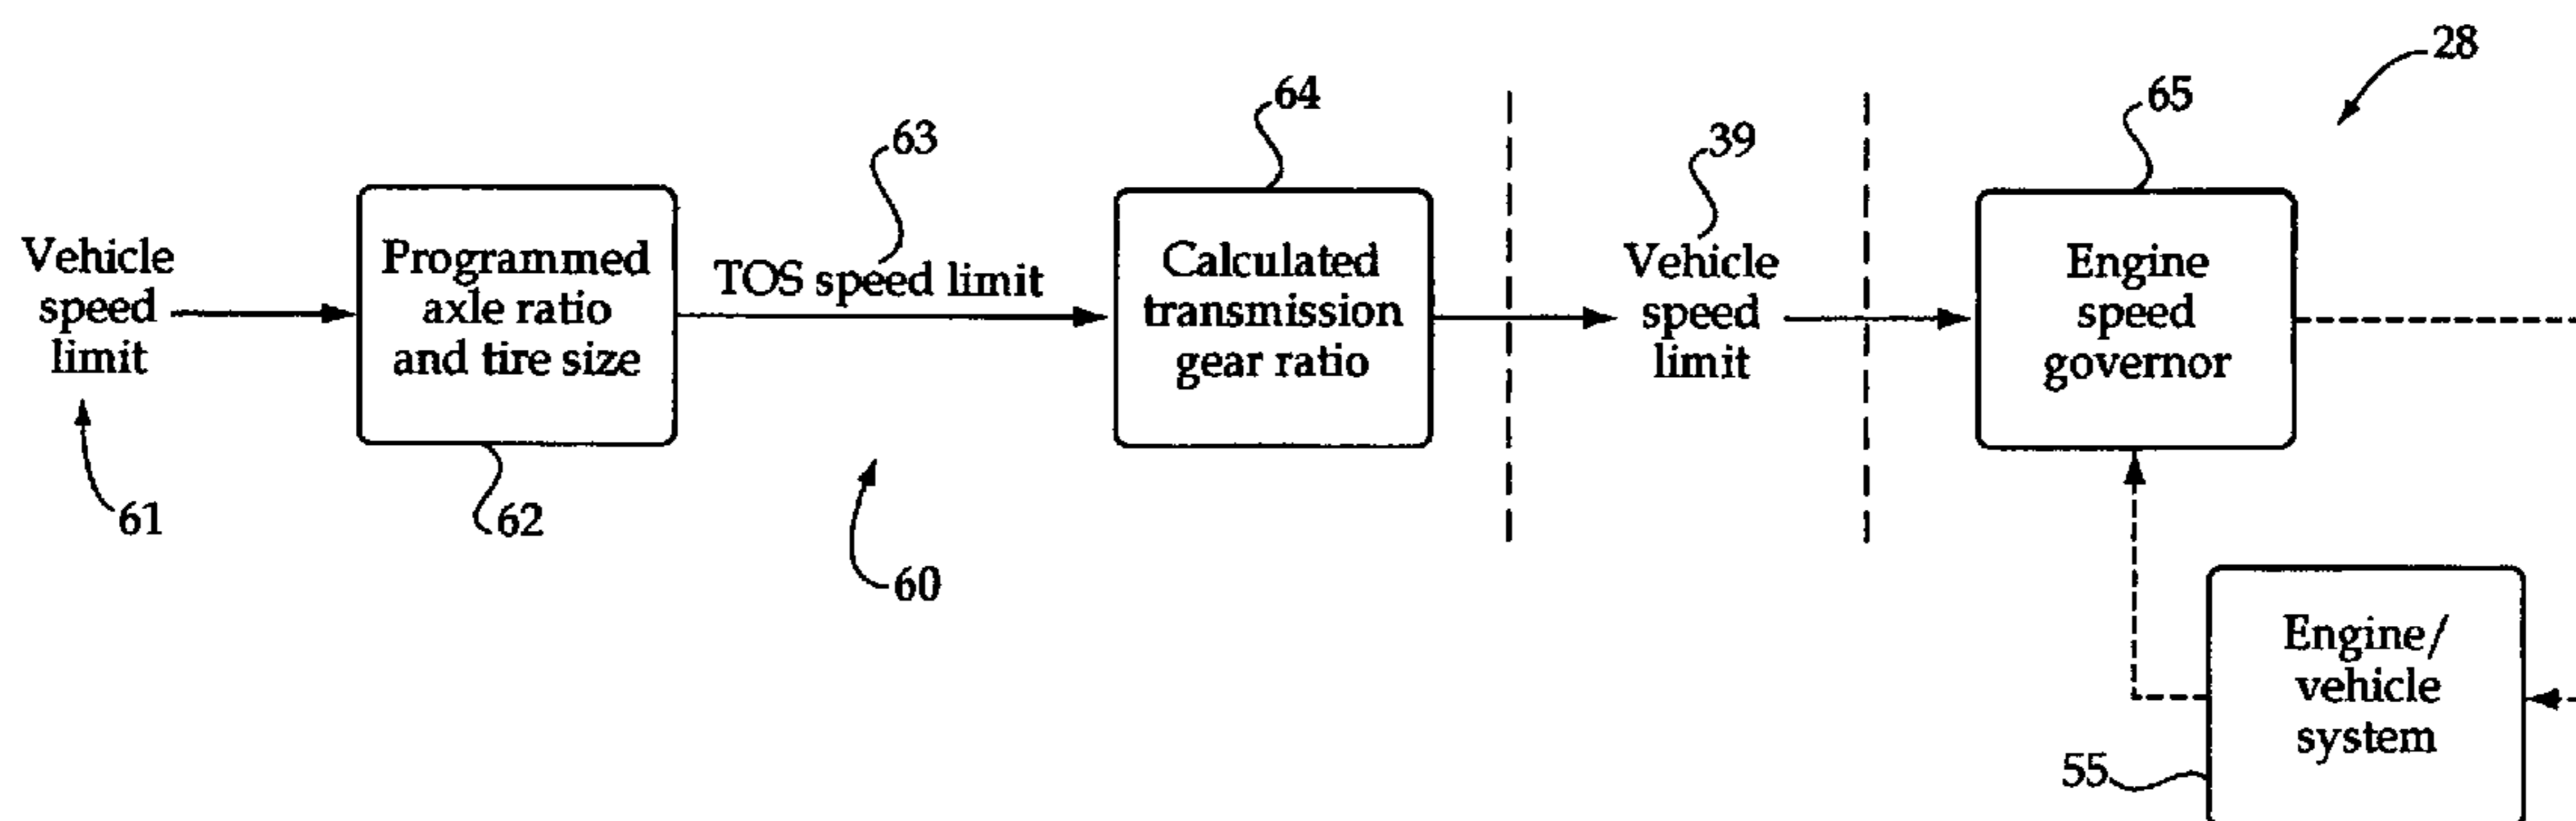 28
64
65
63
39
Vehicle
speed
limit
Programmed
axle ratio
and tire size
TOS speed limit
Calculated
transmission
gear ratio
Vehicle
speed
limit
Engine
speed
governor
61
62
60
Engine/
vehicle
system
55